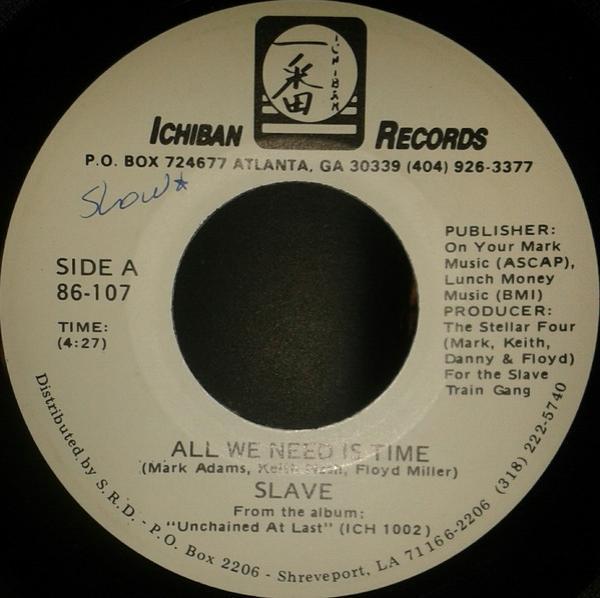 一番
ICHIBAN
ICHIBAN RECORDS
P.O. BOX 724677 ATLANTA, GA 30339 (404) 926-3377
Slow*
SIDE A
86-107
TIME:
(4:27)
PUBLISHER:
On Your Mark
Music (ASCAP),
Lunch Money
Music (BMI)
PRODUCER:
The Stellar Four
(Mark, Keith,
Danny & Floyd)
For the Slave
Train Gang
ALL WE NEED IS TIME
(Mark Adams, Keith Nash, Floyd Miller)
SLAVE
From the album:
"Unchained At Last" (ICH 1002)
Distributed by S.R.D. - P.O. Box 2206 - Shreveport, LA 71166-2206 (318) 222-5740